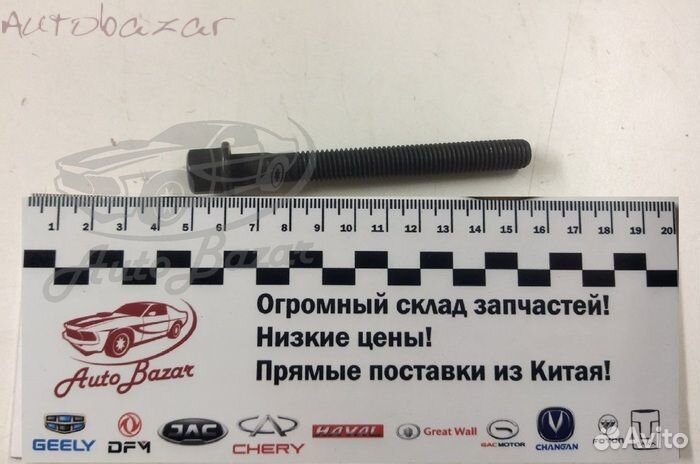 Autobazar
1 2 3 4 5 6 7 8 9 10 11 12 13 14 15 16 17 18 19 20
Auto Bazar
Огромный склад запчастей!
Низкие цены!
Прямые поставки из Китая!
Auto Bazar
GEELY DFM JAC CHERY HAVAL Great Wall GACMOTOR CHANGAN FOTON
Avito